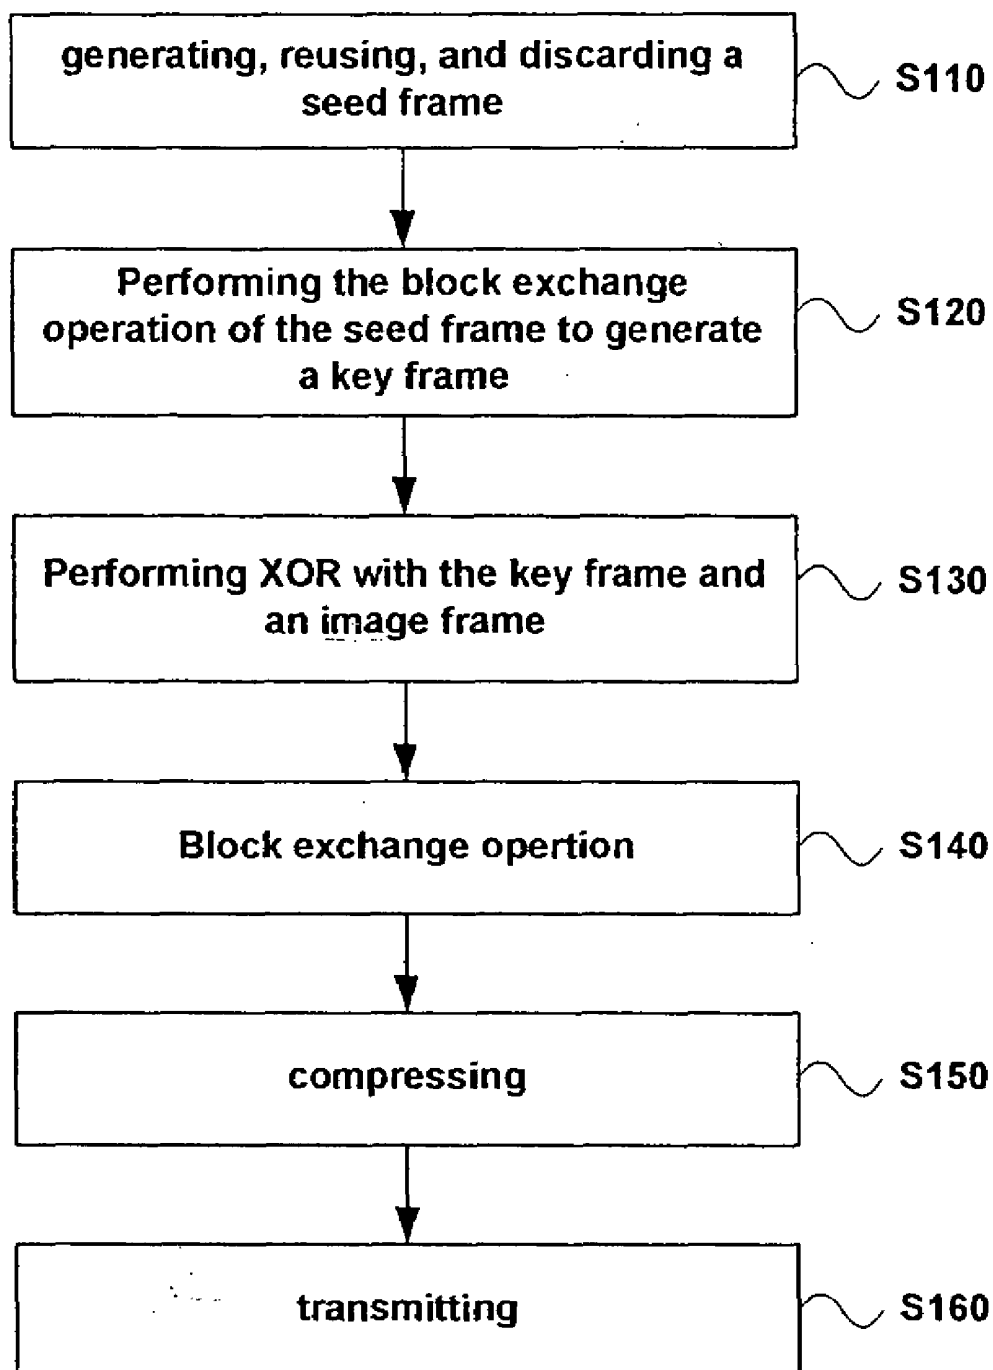 generating, reusing, and discarding a
seed frame
S110
Performing the block exchange
operation of the seed frame to generate
a key frame
S120
Performing XOR with the key frame and
an image frame
S130
Block exchange opertion
S140
compressing
S150
transmitting
S160